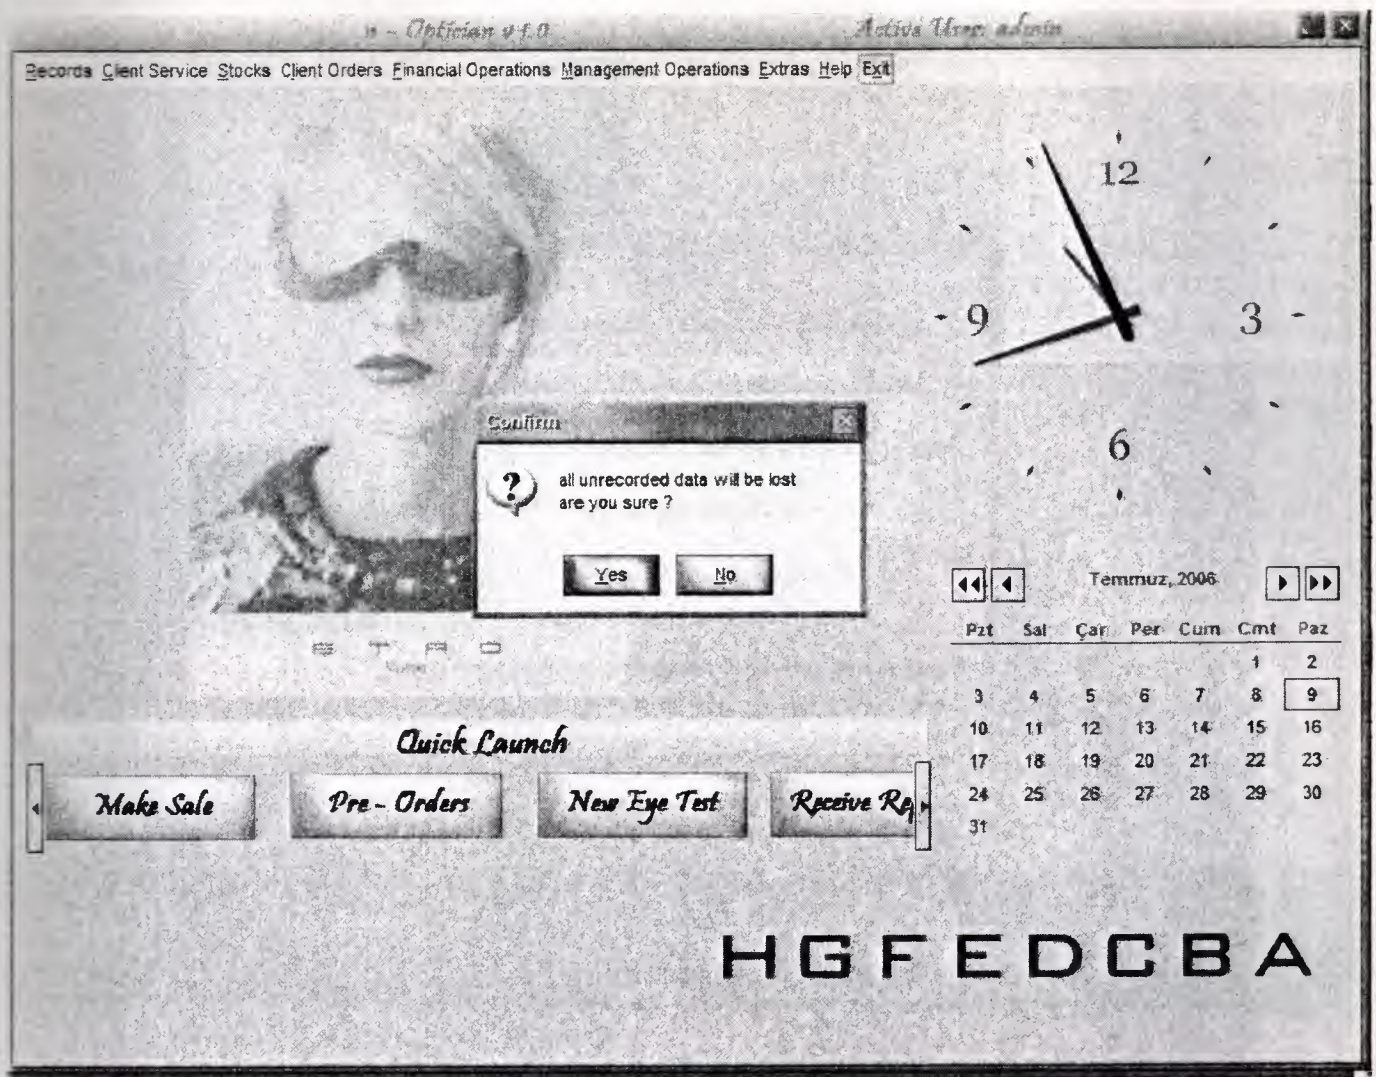 n - Optician v1.0 Active User: admin
Records Client Service Stocks Client Orders Financial Operations Management Operations Extras Help Exit
12
9 3
6
Confirm
all unrecorded data will be lost
are you sure ?
Yes No
Temmuz, 2006
Pzt Sal Çar Per Cum Cmt Paz
1 2
3 4 5 6 7 8 9
10 11 12 13 14 15 16
17 18 19 20 21 22 23
24 25 26 27 28 29 30
31
Quick Launch
Make Sale Pre - Orders New Eye Test Receive Rep
H G F E D C B A